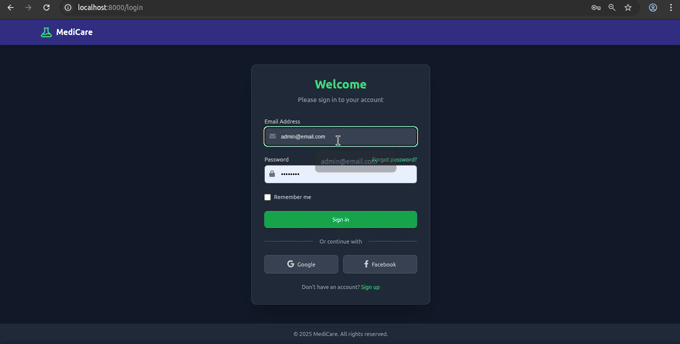 localhost:8000/login
MediCare
Welcome
Please sign in to your account
Email Address
admin@email.com
Password
Forgot password?
admin@email.com
••••••••
Remember me
Sign in
Or continue with
Google
Facebook
Don't have an account? Sign up
© 2025 MediCare. All rights reserved.